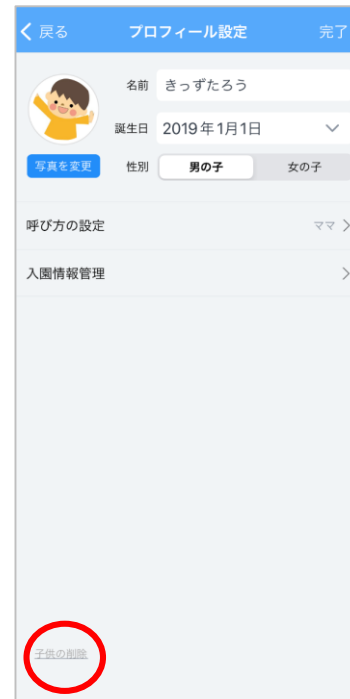 戻る プロフィール設定 完了
名前 きっずたろう
誕生日 2019年1月1日
写真を変更 性別 男の子 女の子
呼び方の設定 ママ
入園情報管理
子供の削除